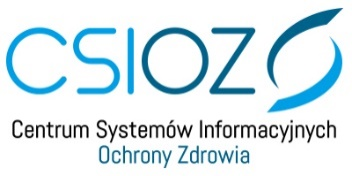 CSIOZ
Centrum Systemów Informacyjnych
Ochrony Zdrowia